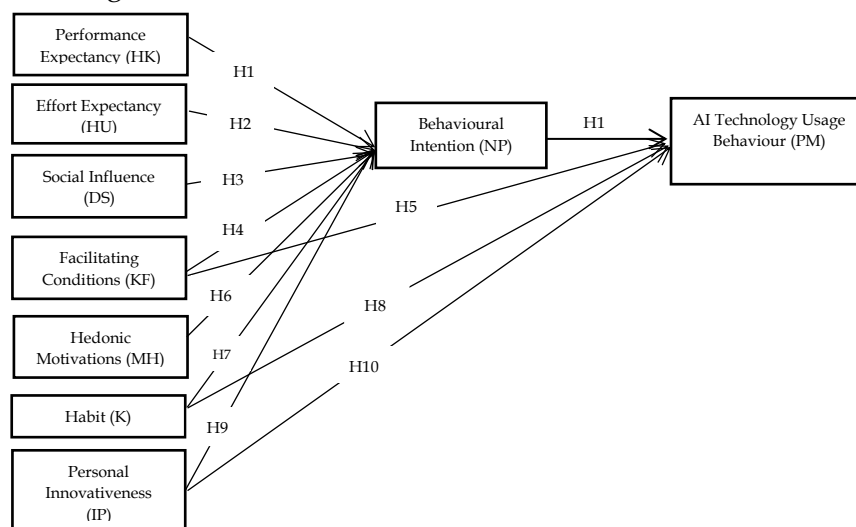 Performance
Expectancy (HK)
H1
Effort Expectancy
(HU)
H2
Social Influence
(DS)
H3
Facilitating
Conditions (KF)
H4
H5
Hedonic
Motivations (MH)
H6
Habit (K)
H7
H8
Personal
Innovativeness
(IP)
H9
H10
Behavioural
Intention (NP)
H1
AI Technology Usage
Behaviour (PM)